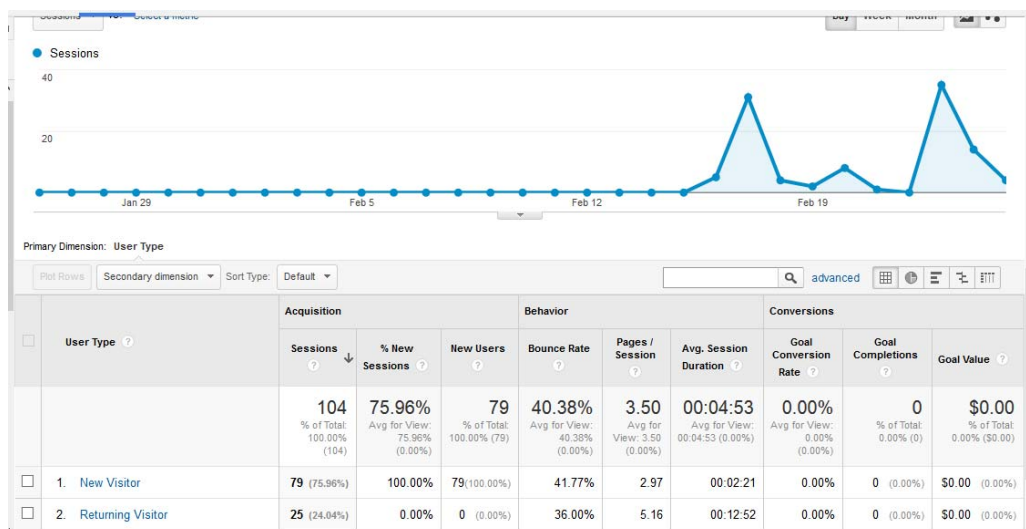 Sessions VS. Select a metric Day Week Month
Sessions
40
20
Jan 29 Feb 5 Feb 12 Feb 19
Primary Dimension: User Type
Plot Rows Secondary dimension Sort Type: Default advanced
Acquisition Behavior Conversions
User Type ? Sessions ? % New Sessions ? New Users ? Bounce Rate ? Pages / Session ? Avg. Session Duration ? Goal Conversion Rate ? Goal Completions ? Goal Value ?
104 75.96% 79 40.38% 3.50 00:04:53 0.00% 0 $0.00
% of Total: Avg for View: % of Total: Avg for View: Avg for Avg for View: Avg for View: % of Total: % of Total:
100.00% 75.96% 100.00% (79) 40.38% View: 3.50 00:04:53 (0.00%) 0.00% 0.00% (0) 0.00% ($0.00)
(104) (0.00%) (0.00%) (0.00%) (0.00%)
1. New Visitor 79 (75.96%) 100.00% 79(100.00%) 41.77% 2.97 00:02:21 0.00% 0 (0.00%) $0.00 (0.00%)
2. Returning Visitor 25 (24.04%) 0.00% 0 (0.00%) 36.00% 5.16 00:12:52 0.00% 0 (0.00%) $0.00 (0.00%)